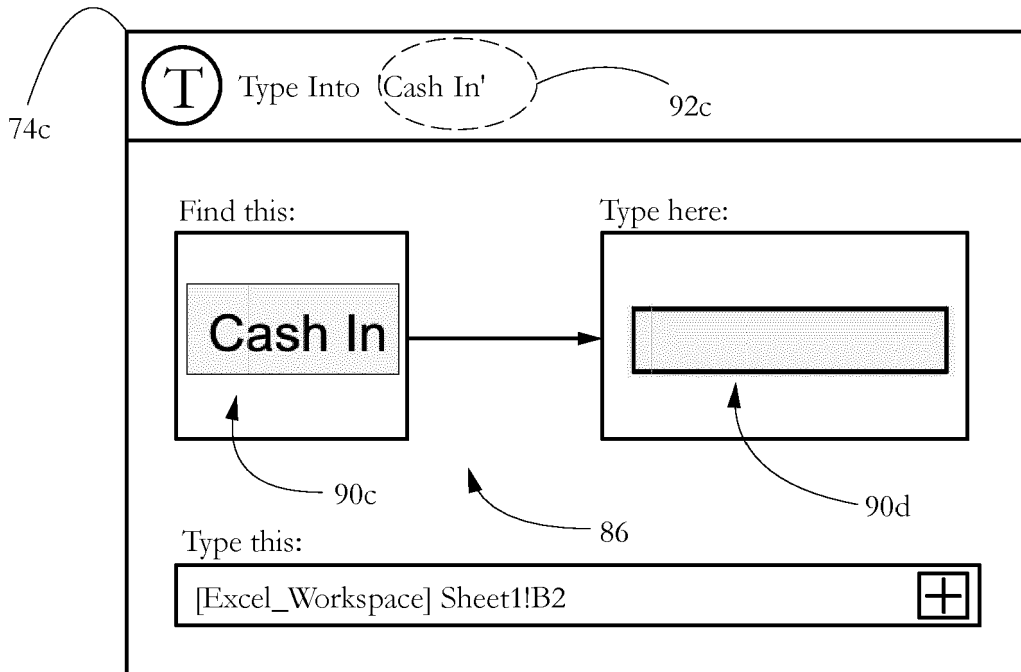 T Type Into 'Cash In'
92c
74c
Find this:
Type here:
Cash In
90c
90d
86
Type this:
[Excel_Workspace] Sheet1!B2